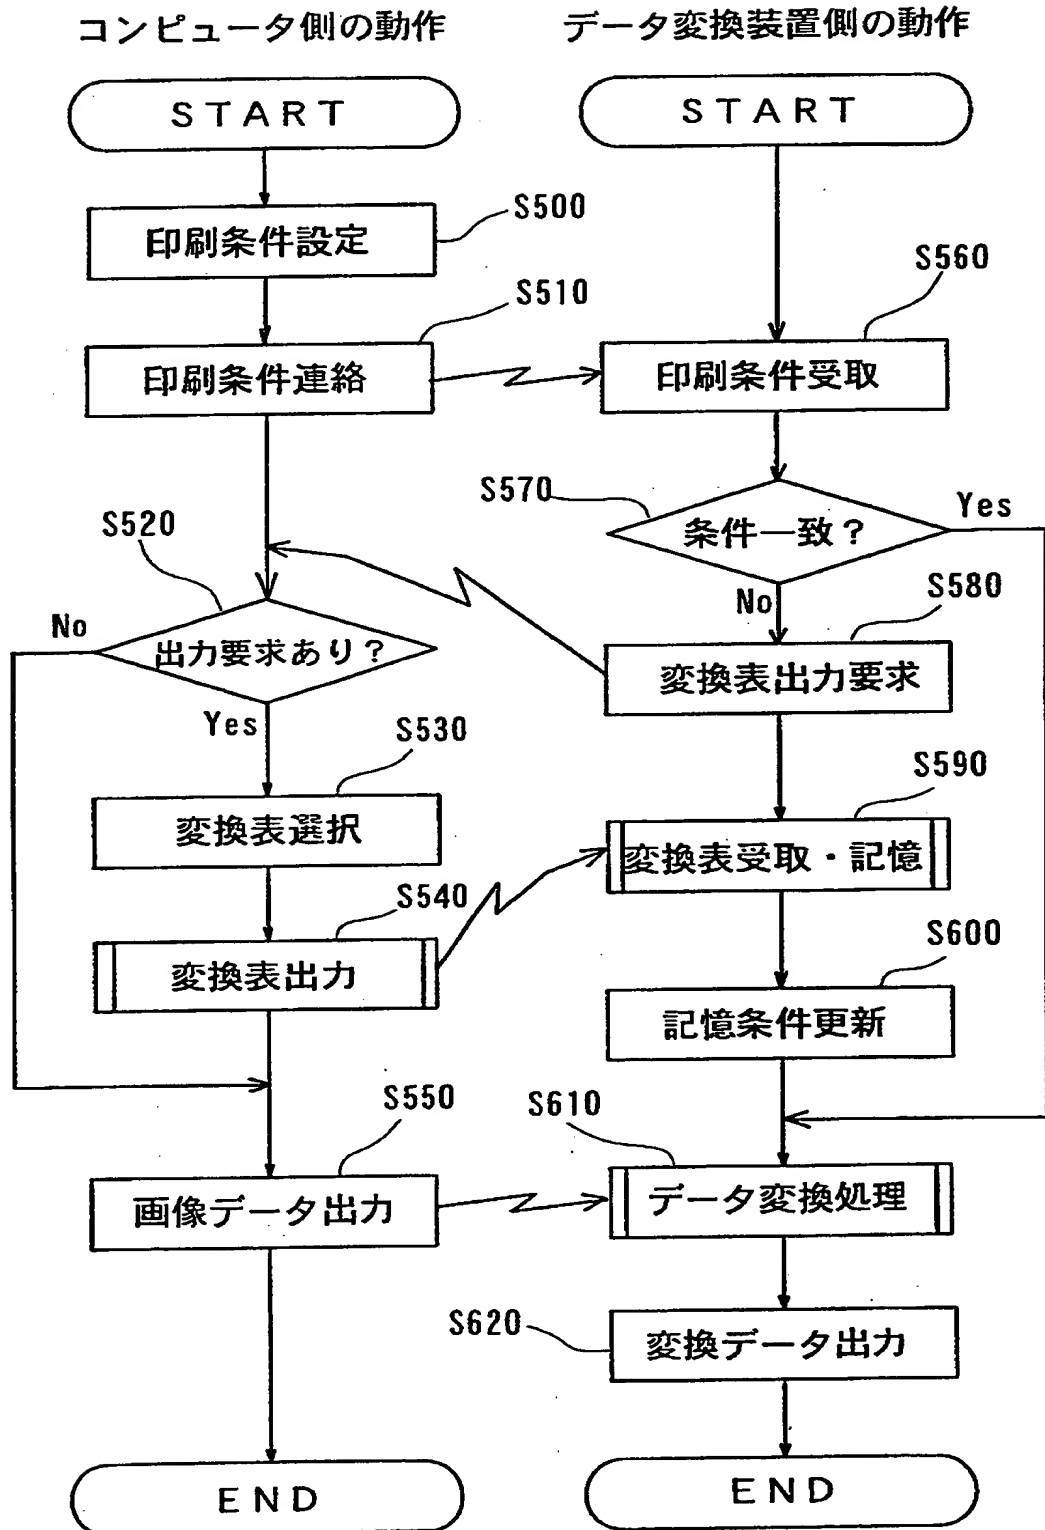 コンピュータ側の動作
START
S500
印刷条件設定
S510
印刷条件連絡
S520
出力要求あり？
No
Yes
S530
変換表選択
S540
変換表出力
S550
画像データ出力
END
データ変換装置側の動作
START
S560
印刷条件受取
S570
条件一致？
Yes
No
S580
変換表出力要求
S590
変換表受取・記憶
S600
記憶条件更新
S610
データ変換処理
S620
変換データ出力
END